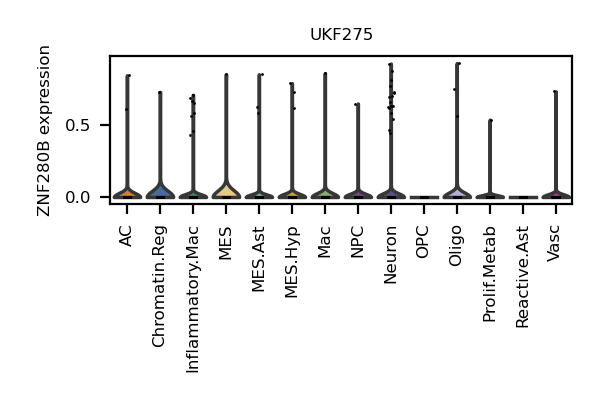 UKF275
ZNF280B expression
0.5
0.0
AC
Chromatin.Reg
Inflammatory.Mac
MES
MES.Ast
MES.Hyp
Mac
NPC
Neuron
OPC
Oligo
Prolif.Metab
Reactive.Ast
Vasc